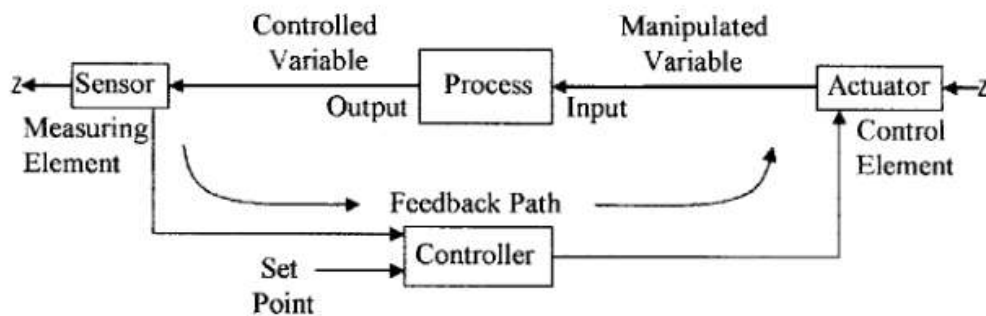 Controlled
Variable
Manipulated
Variable
Z
Sensor
Process
Actuator
Z
Output
Input
Measuring
Element
Control
Element
Feedback Path
Controller
Set
Point